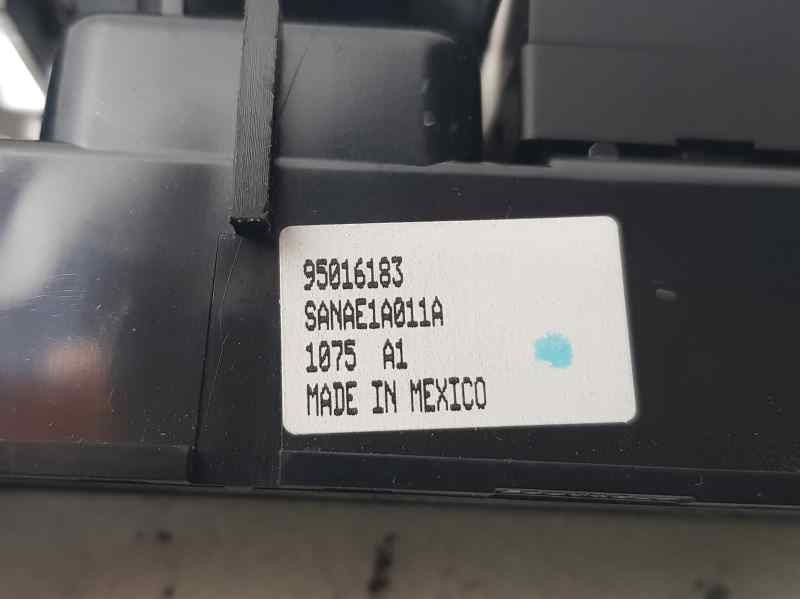 95016183
SANAE1A011A
1075 A1
MADE IN MEXICO